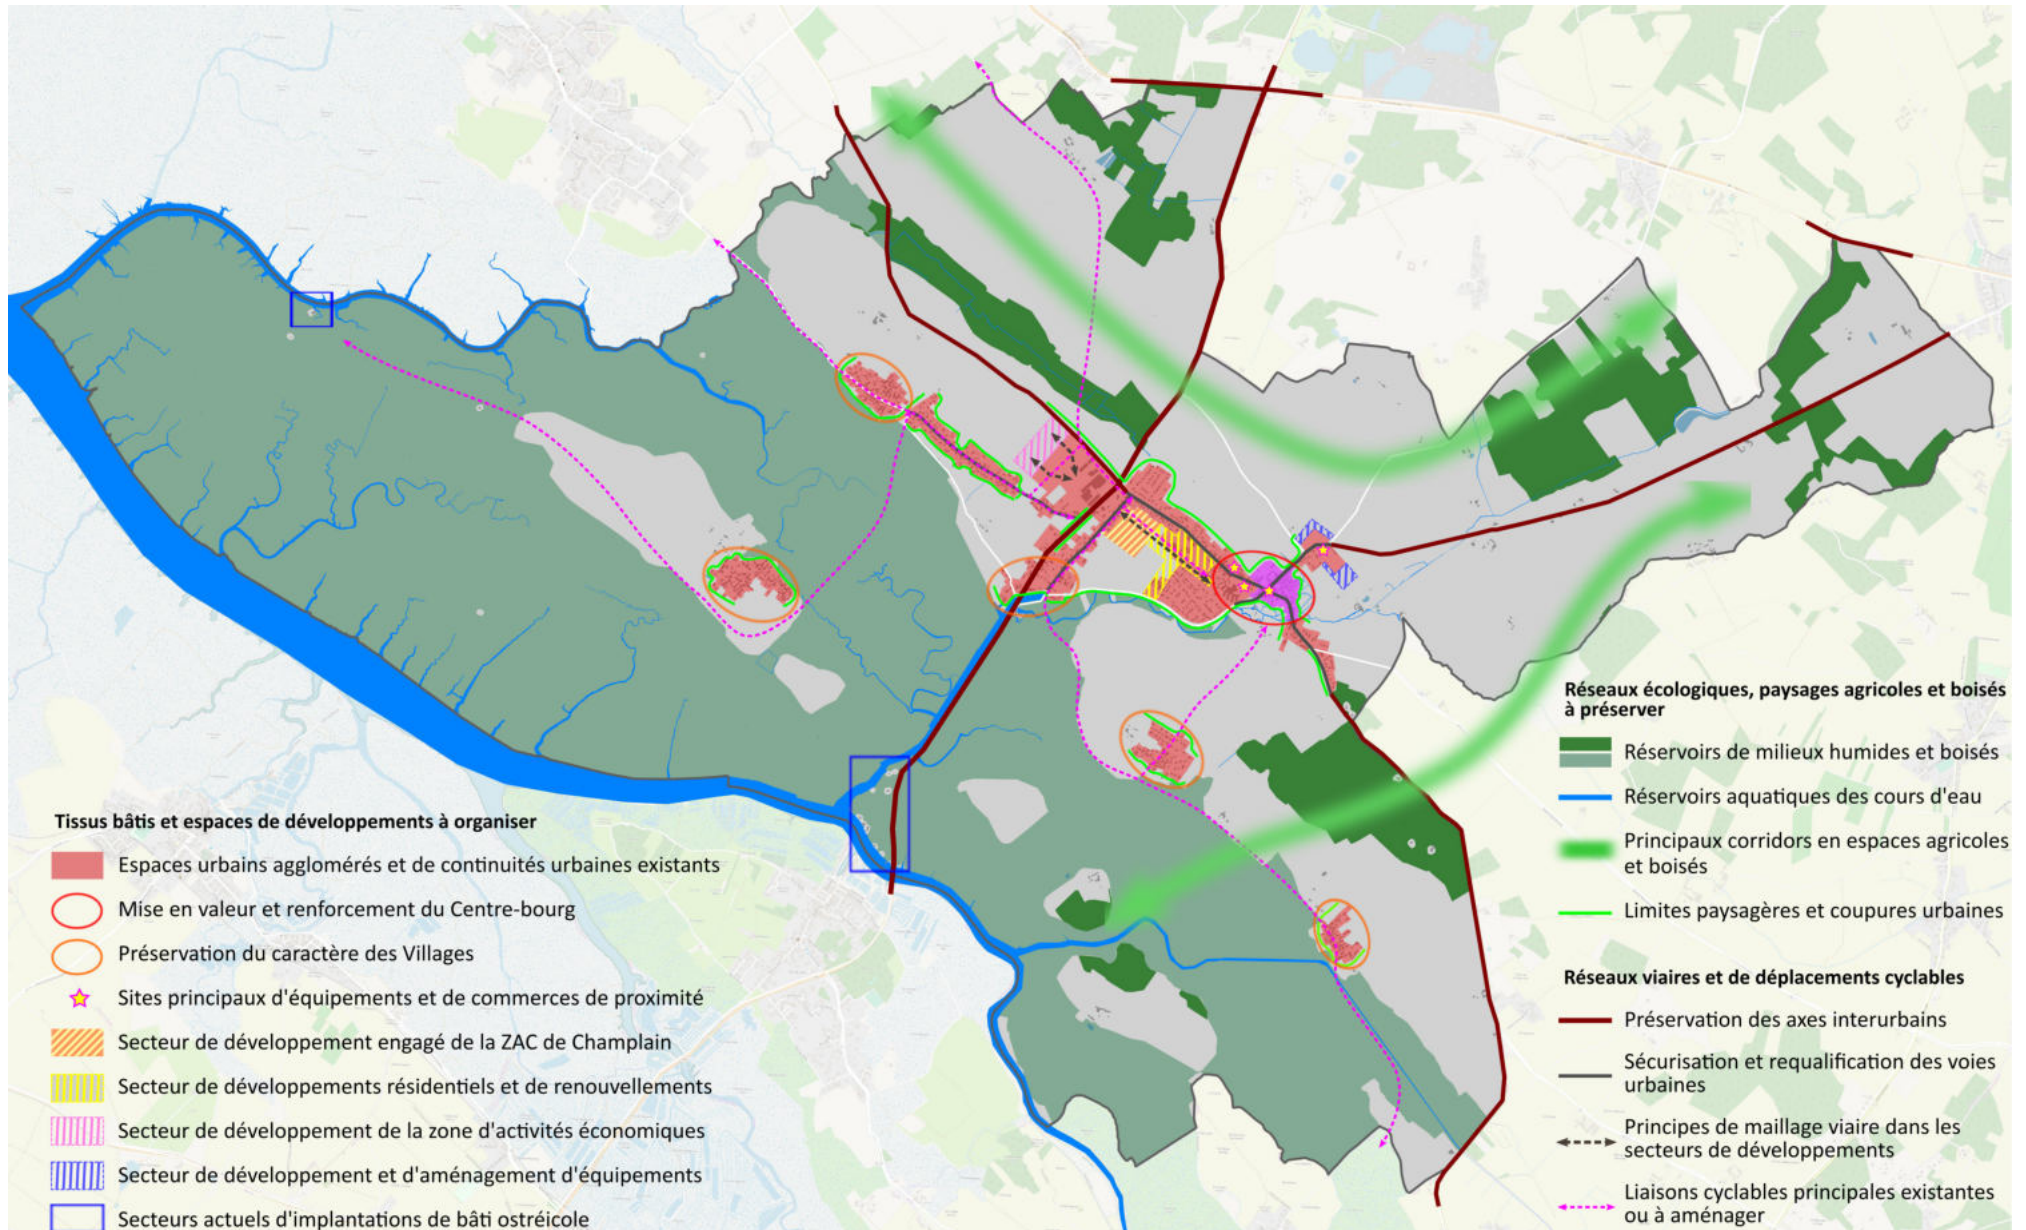 Tissus bâtis et espaces de développements à organiser
Espaces urbains agglomérés et de continuités urbaines existants
Mise en valeur et renforcement du Centre-bourg
Préservation du caractère des Villages
Sites principaux d'équipements et de commerces de proximité
Secteur de développement engagé de la ZAC de Champlain
Secteur de développements résidentiels et de renouvellements
Secteur de développement de la zone d'activités économiques
Secteur de développement et d'aménagement d'équipements
Secteurs actuels d'implantations de bâti ostréicole
Réseaux écologiques, paysages agricoles et boisés
à préserver
Réservoirs de milieux humides et boisés
Réservoirs aquatiques des cours d'eau
Principaux corridors en espaces agricoles
et boisés
Limites paysagères et coupures urbaines
Réseaux viaires et de déplacements cyclables
Préservation des axes interurbains
Sécurisation et requalification des voies
urbaines
Principes de maillage viaire dans les
secteurs de développements
Liaisons cyclables principales existantes
ou à aménager